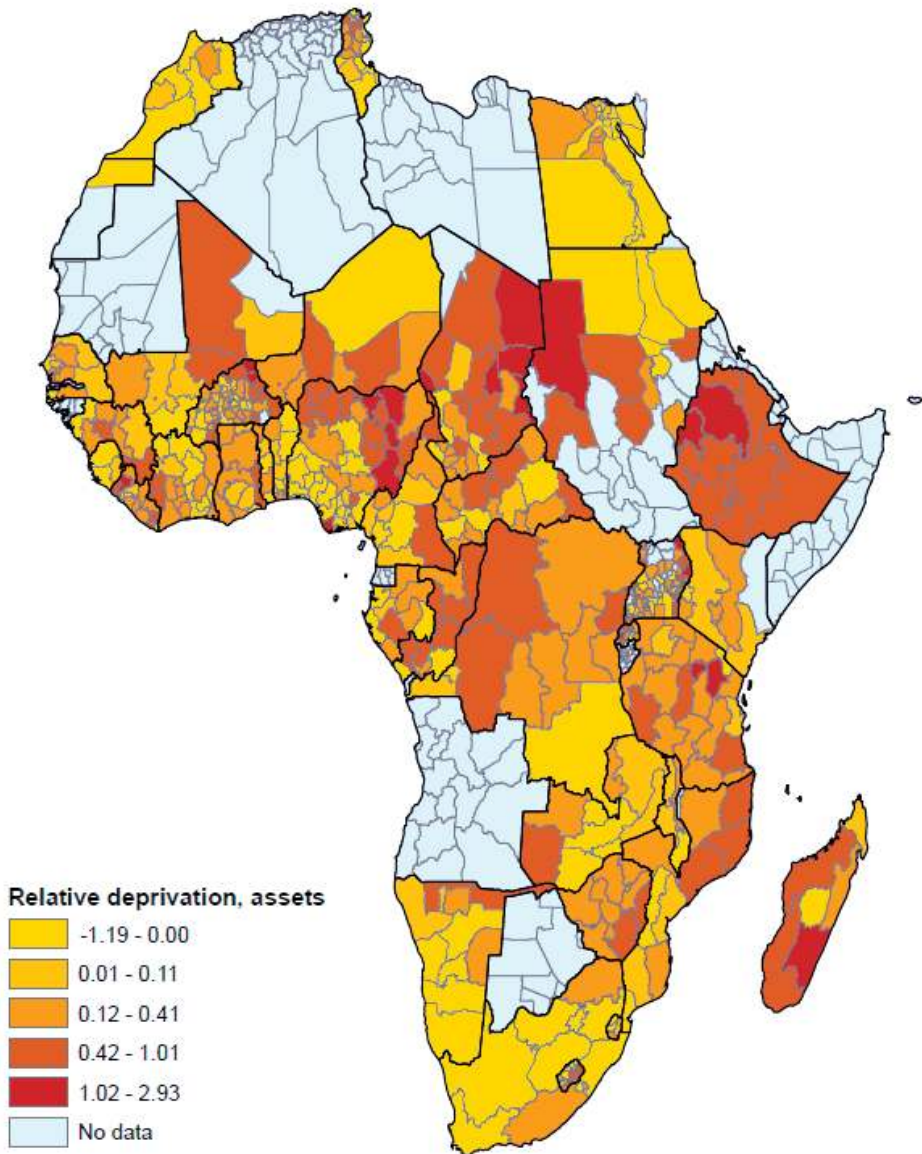 Relative deprivation, assets
-1.19 - 0.00
0.01 - 0.11
0.12 - 0.41
0.42 - 1.01
1.02 - 2.93
No data